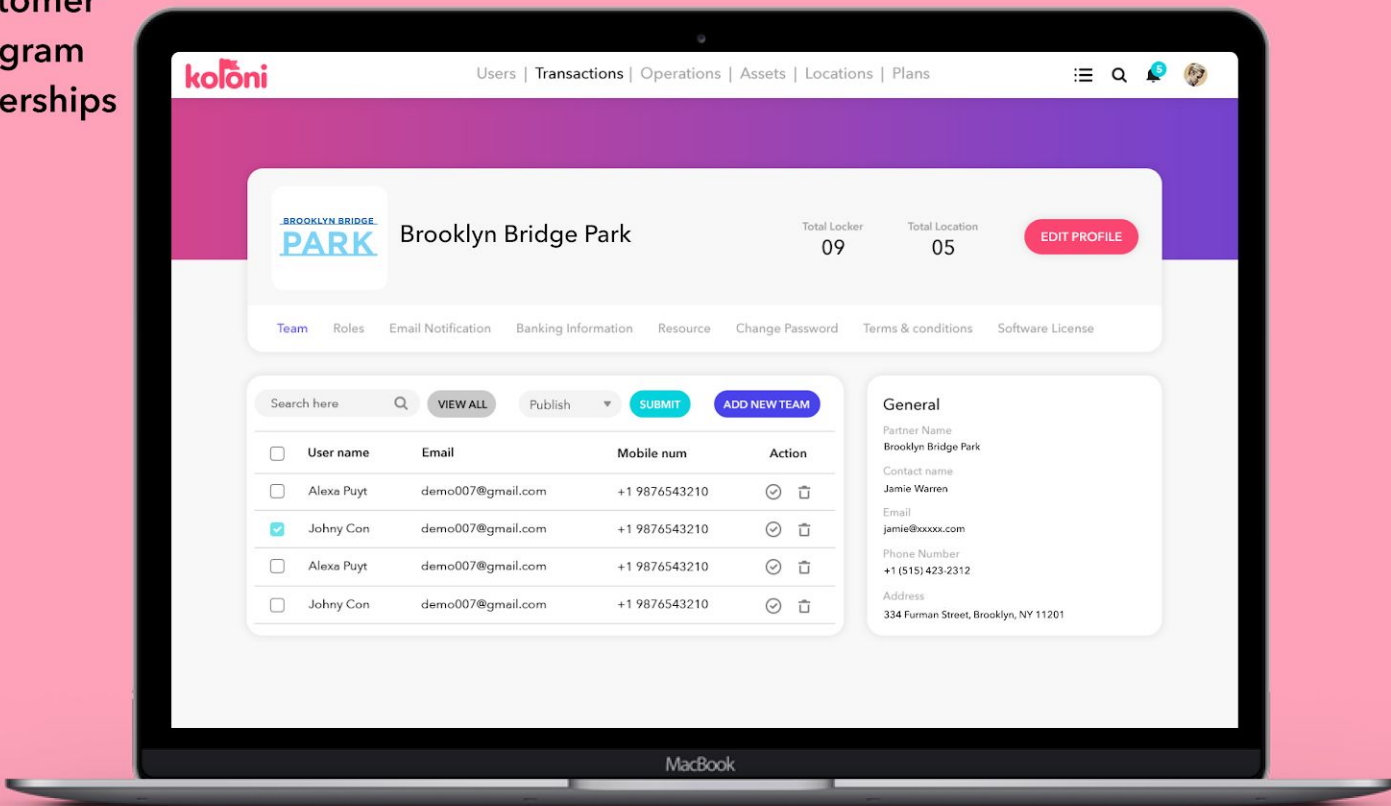 koloni
Users | Transactions | Operations | Assets | Locations | Plans
5
BROOKLYN BRIDGE
PARK
Brooklyn Bridge Park
Total Locker
09
Total Location
05
EDIT PROFILE
Team Roles Email Notification Banking Information Resource Change Password Terms & conditions Software License
Search here VIEW ALL Publish SUBMIT ADD NEW TEAM
User name Email Mobile num Action
Alexa Puyt demo007@gmail.com +1 9876543210
Johny Con demo007@gmail.com +1 9876543210
Alexa Puyt demo007@gmail.com +1 9876543210
Johny Con demo007@gmail.com +1 9876543210
General
Partner Name
Brooklyn Bridge Park
Contact name
Jamie Warren
Email
jamie@xxxxx.com
Phone Number
+1 (515) 423-2312
Address
334 Furman Street, Brooklyn, NY 11201
MacBook